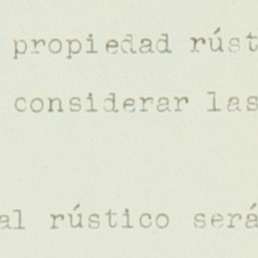 propiedad rúst
considerar las
al rústico será